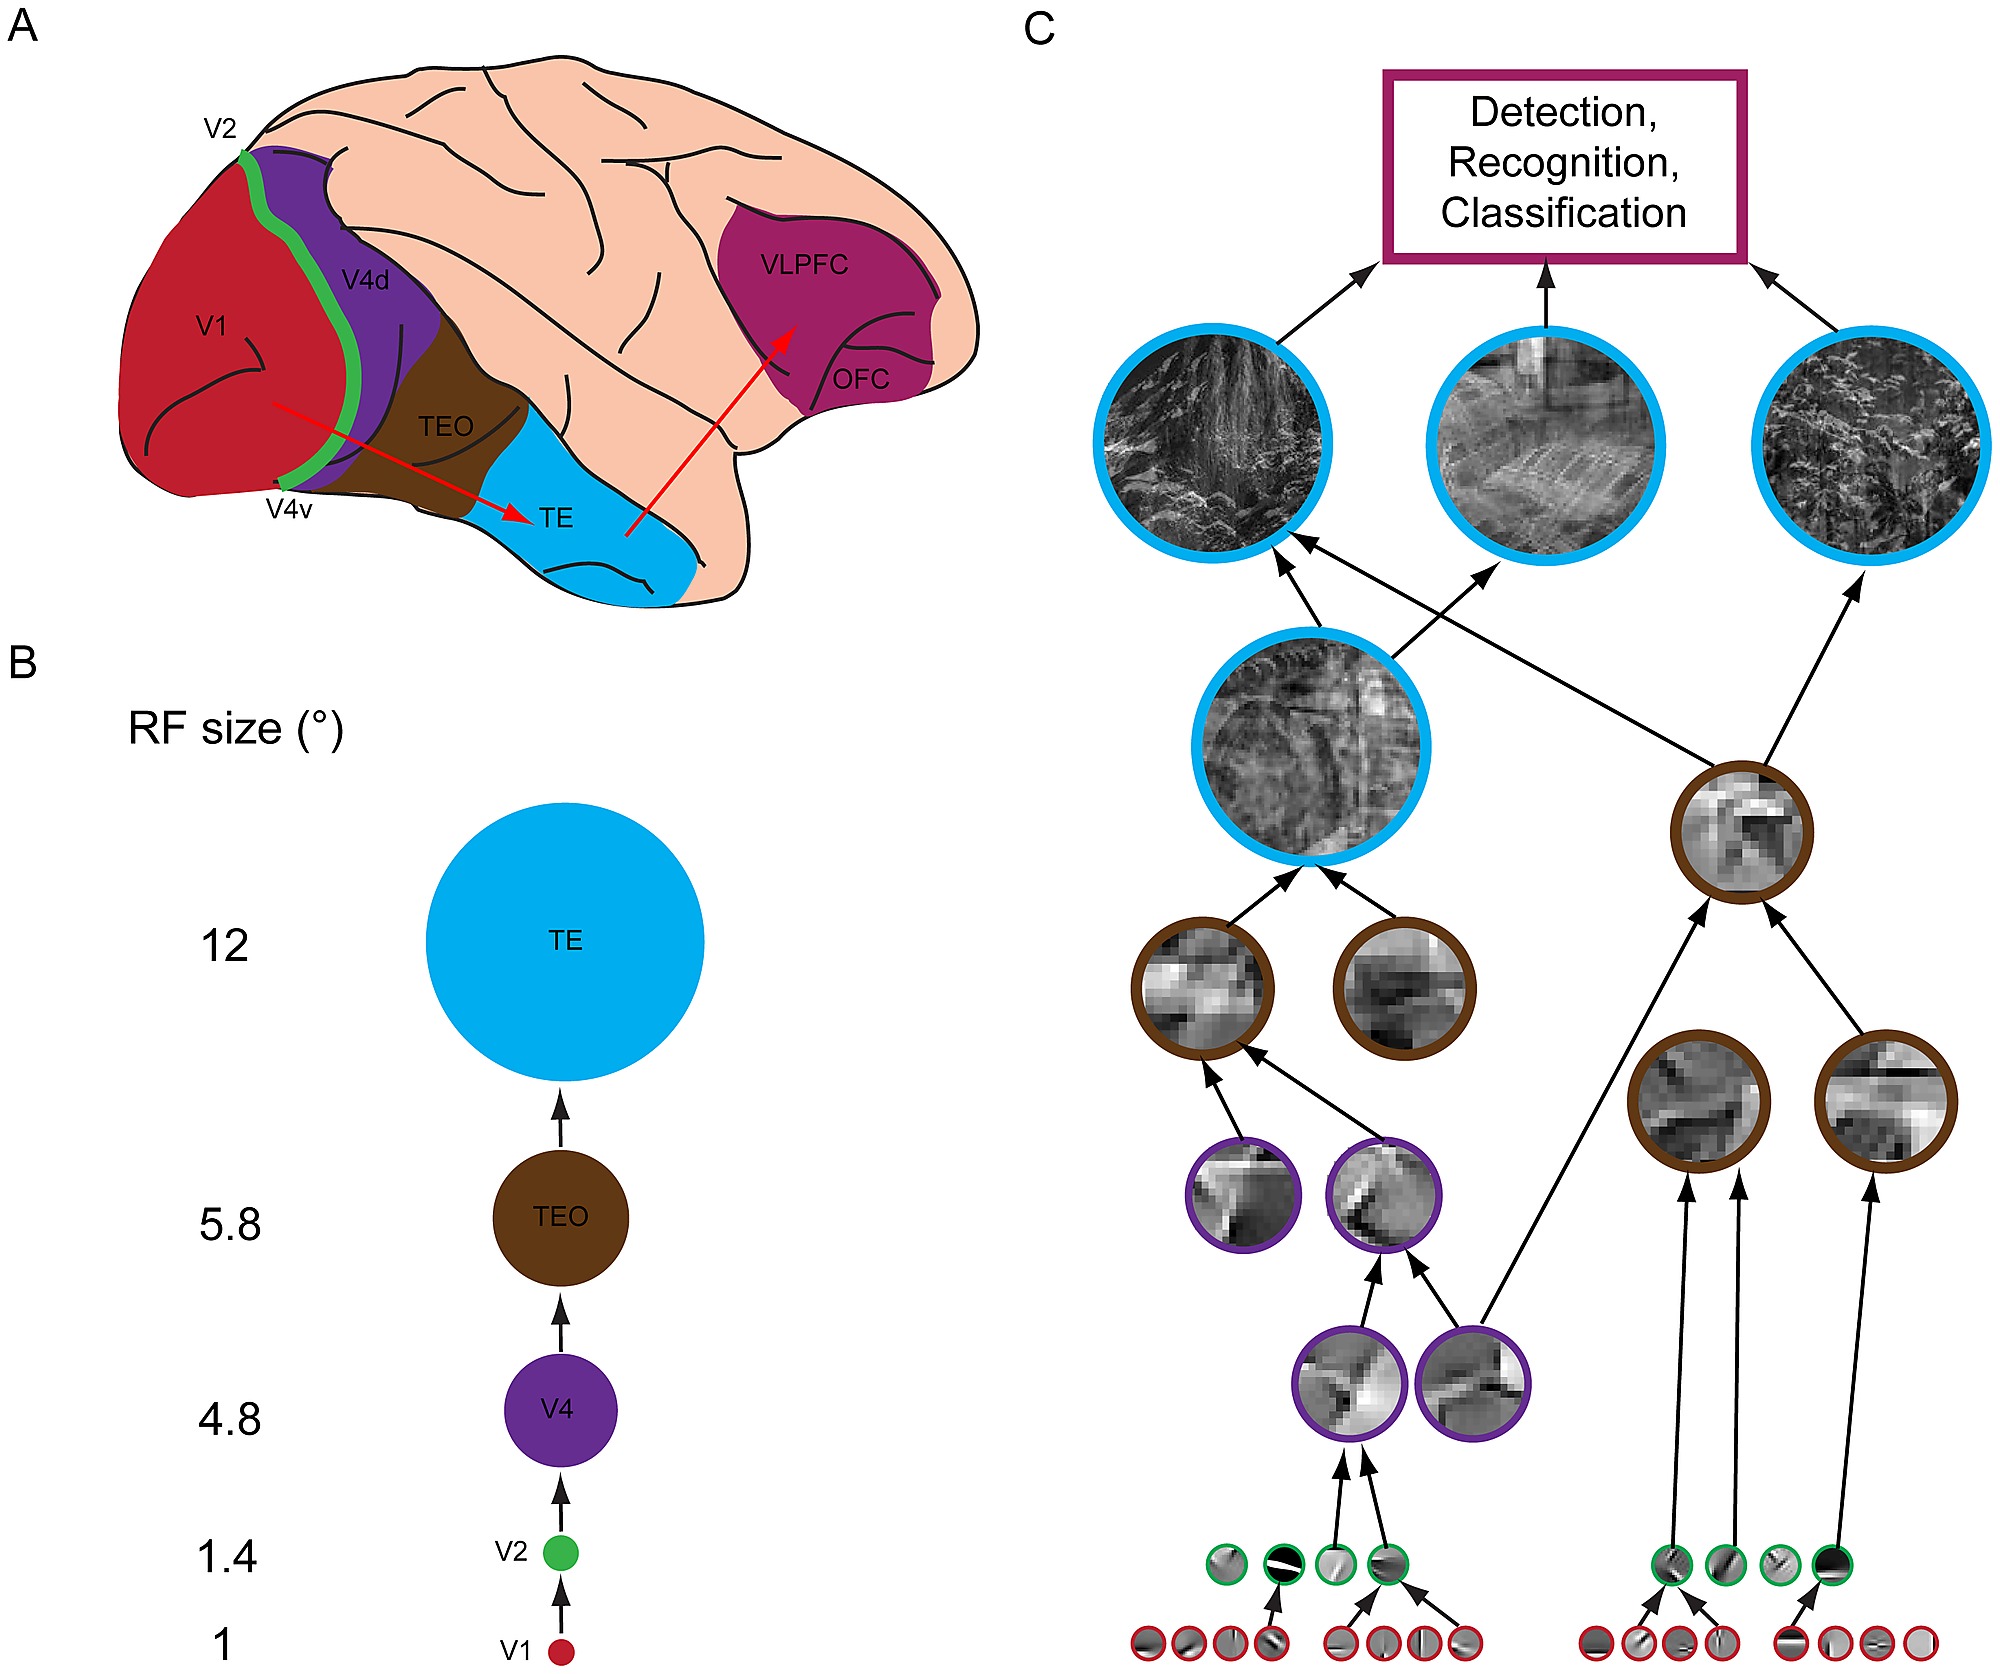 A
V2
V4d
V1
VLPFC
OFC
TEO
TE
V4v
B
RF size (°)
12
TE
5.8
TEO
4.8
V4
1.4
V2
1
V1
C
Detection,
Recognition,
Classification